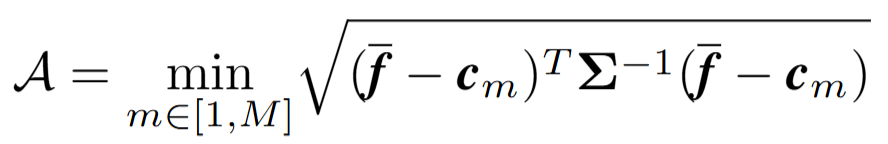 𝒜 = min_{m∈[1,M]} √((f̄ − c_m)^T Σ^{−1} (f̄ − c_m))